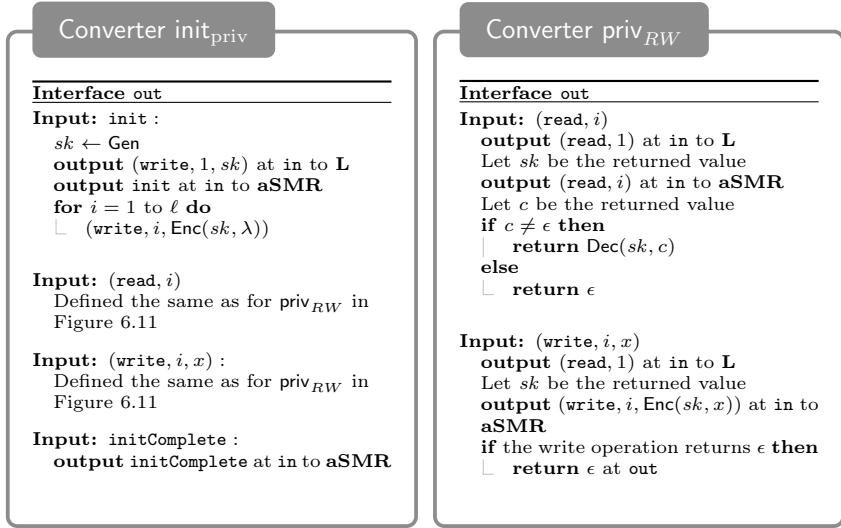 Converter init_priv
Interface out
Input: init :
sk ← Gen
output (write, 1, sk) at in to L
output init at in to aSMR
for i = 1 to ℓ do
(write, i, Enc(sk, λ))
Input: (read, i)
Defined the same as for priv_RW in
Figure 6.11
Input: (write, i, x) :
Defined the same as for priv_RW in
Figure 6.11
Input: initComplete :
output initComplete at in to aSMR
Converter priv_RW
Interface out
Input: (read, i)
output (read, 1) at in to L
Let sk be the returned value
output (read, i) at in to aSMR
Let c be the returned value
if c ≠ ϵ then
return Dec(sk, c)
else
return ϵ
Input: (write, i, x)
output (read, 1) at in to L
Let sk be the returned value
output (write, i, Enc(sk, x)) at in to
aSMR
if the write operation returns ϵ then
return ϵ at out